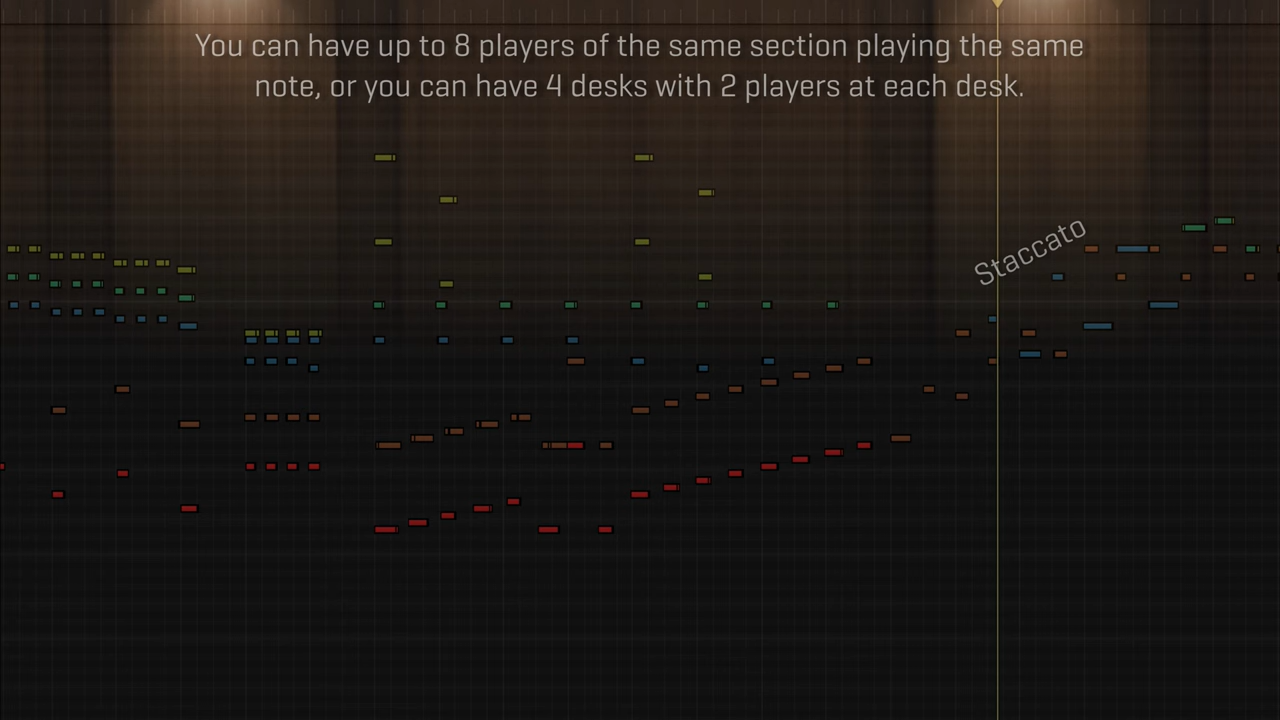 You can have up to 8 players of the same section playing the same
note, or you can have 4 desks with 2 players at each desk.
Staccato